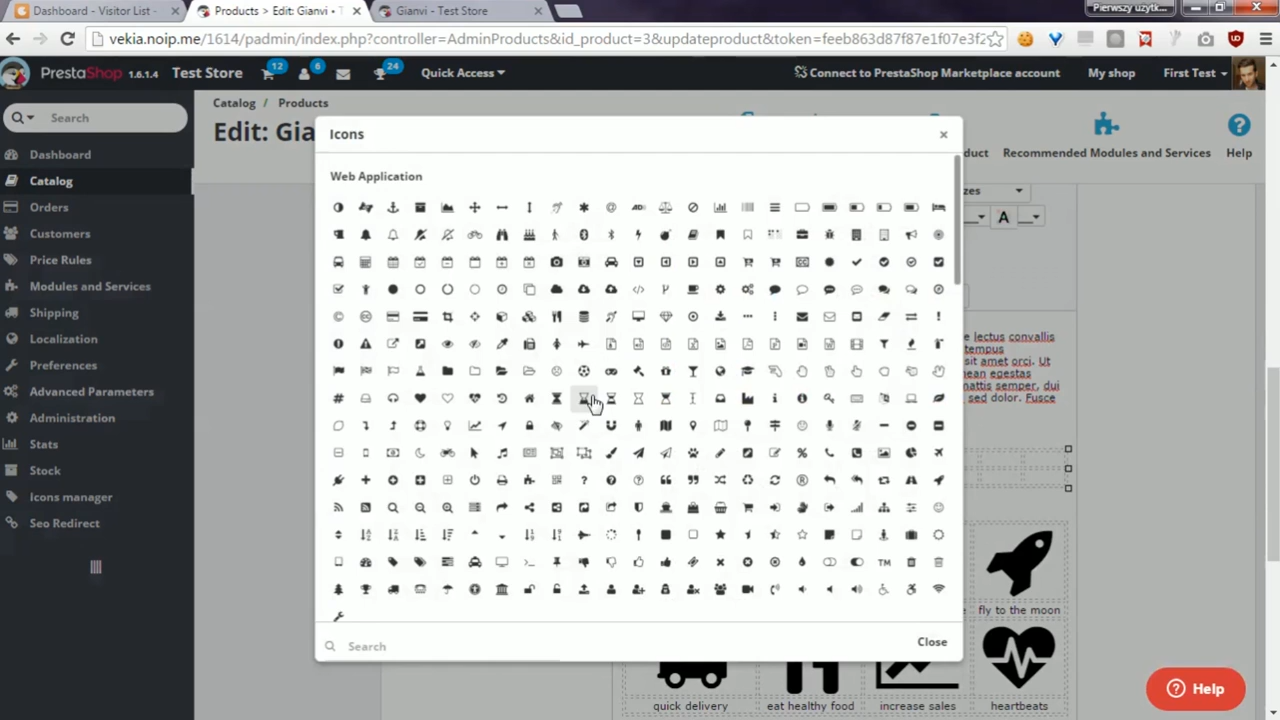 Dashboard - Visitor List -
Products > Edit: Gianvi •
Gianvi - Test Store
Pierwszy użytk...
vekia.noip.me/1614/padmin/index.php?controller=AdminProducts&id_product=3&updateproduct&token=feeb863d87f87e1f07e3f2
PrestaShop 1.6.1.4 Test Store 12 6 24 Quick Access Connect to PrestaShop Marketplace account My shop First Test
Search
Catalog / Products
Edit: Gia
duct Recommended Modules and Services Help
Dashboard
Catalog
Orders
Customers
Price Rules
Modules and Services
Shipping
Localization
Preferences
Advanced Parameters
Administration
Stats
Stock
Icons manager
Seo Redirect
Icons ×
Web Application
Search
Close
zes
A
e lectus convallis
tempus
sit amet orci. Ut
nean egestas
mattis semper, dui
sed dolor. Fusce
fly to the moon
quick delivery eat healthy food increase sales heartbeats
Help